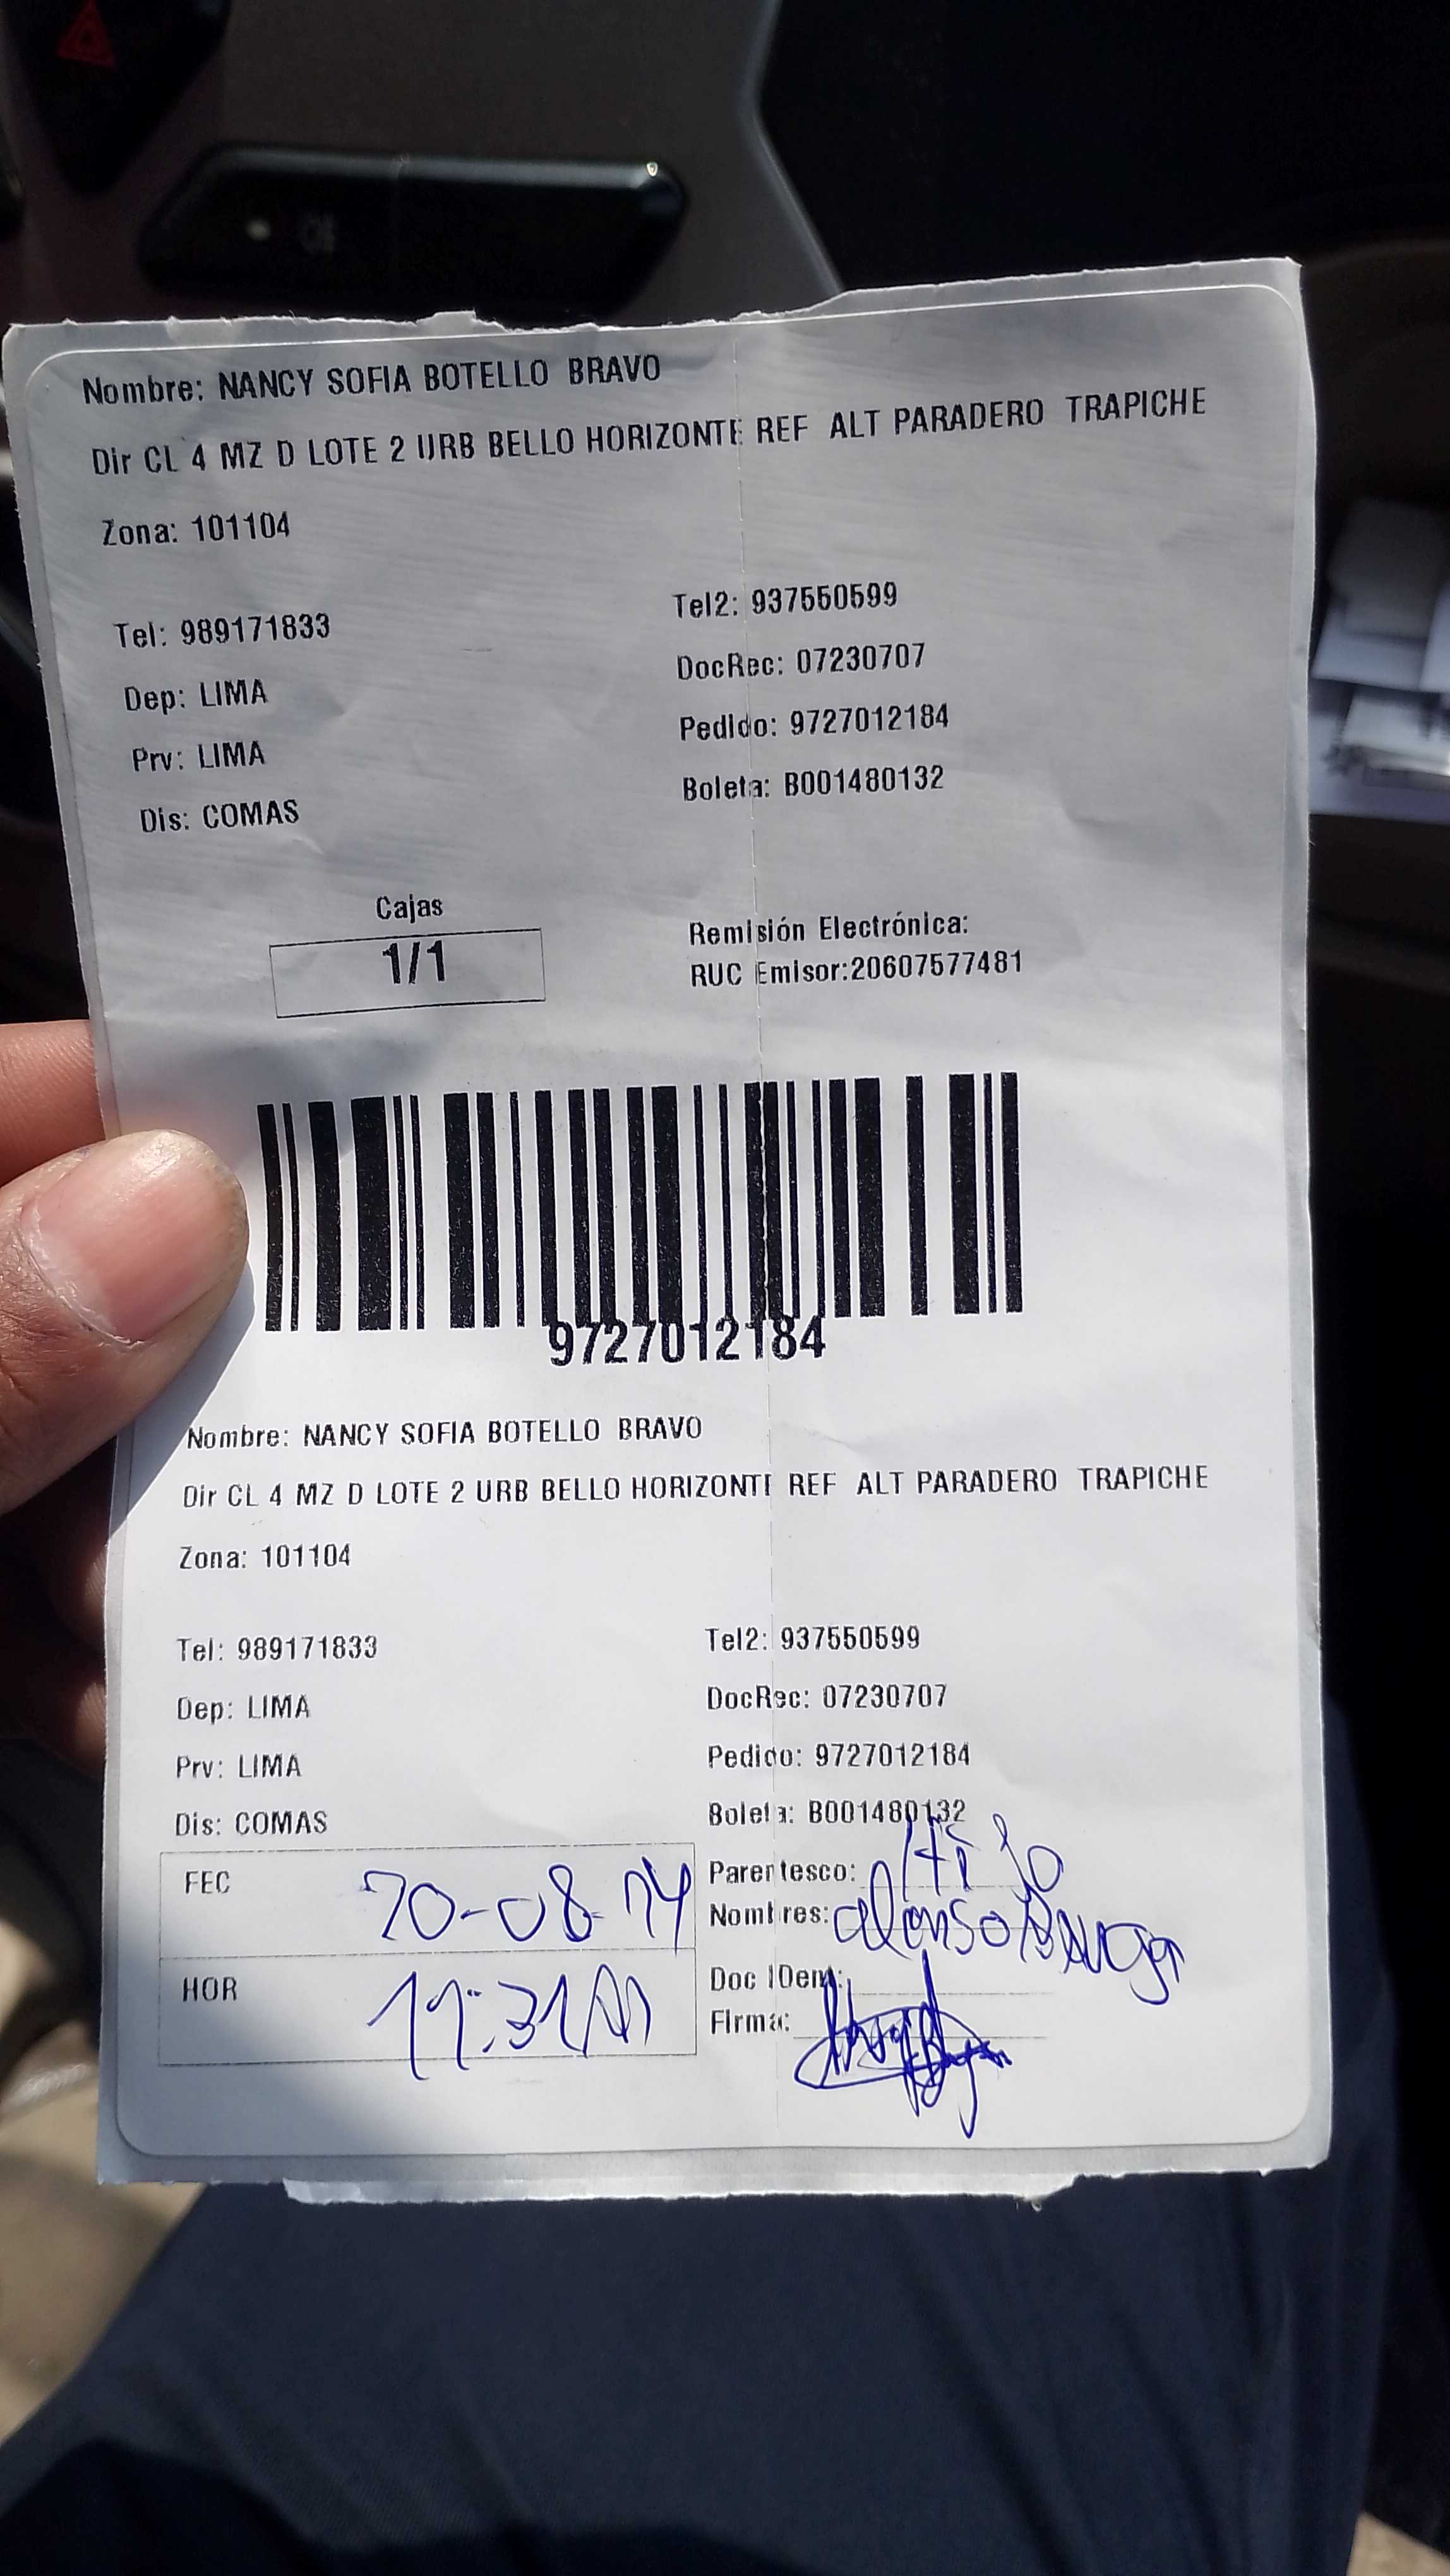 Nombre: NANCY SOFIA BOTELLO BRAVO
Dir CL 4 MZ D LOTE 2 URB BELLO HORIZONTE REF ALT PARADERO TRAPICHE
Zona: 101104
Tel: 989171833
Tel2: 937550599
Dep: LIMA
DocRec: 07230707
Prv: LIMA
Pedido: 9727012184
Dis: COMAS
Boleta: B001480132
Cajas
1/1
Remisión Electrónica:
RUC Emisor:20607577481
9727012184
Nombre: NANCY SOFIA BOTELLO BRAVO
Dir CL 4 MZ D LOTE 2 URB BELLO HORIZONTE REF ALT PARADERO TRAPICHE
Zona: 101104
Tel: 989171833
Tel2: 937550599
Dep: LIMA
DocRec: 07230707
Prv: LIMA
Pedido: 9727012184
Dis: COMAS
Boleta: B001480132
FEC
Parentesco: Hijo
Nombres: alonso
HOR 11:31AM
Doc IDent:
Firma: